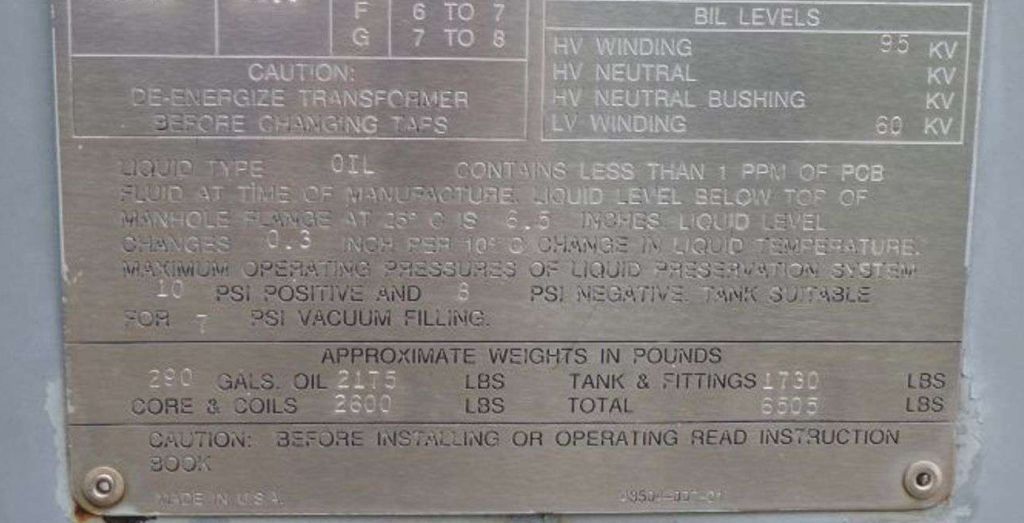 F 6 TO 7
G 7 TO 8
CAUTION:
DE-ENERGIZE TRANSFORMER
BEFORE CHANGING TAPS
BIL LEVELS
HV WINDING 95 KV
HV NEUTRAL KV
HV NEUTRAL BUSHING KV
LV WINDING 60 KV
LIQUID TYPE OIL CONTAINS LESS THAN 1 PPM OF PCB
FLUID AT TIME OF MANUFACTURE. LIQUID LEVEL BELOW TOP OF
MANHOLE FLANGE AT 25° C IS 6.5 INCHES. LIQUID LEVEL
CHANGES 0.3 INCH PER 10° C CHANGE IN LIQUID TEMPERATURE.
MAXIMUM OPERATING PRESSURES OF LIQUID PRESERVATION SYSTEM
10 PSI POSITIVE AND 8 PSI NEGATIVE. TANK SUITABLE
FOR 7 PSI VACUUM FILLING.
APPROXIMATE WEIGHTS IN POUNDS
290 GALS. OIL 2175 LBS TANK & FITTINGS 1730 LBS
CORE & COILS 2600 LBS TOTAL 6505 LBS
CAUTION: BEFORE INSTALLING OR OPERATING READ INSTRUCTION
BOOK
MADE IN U.S.A.